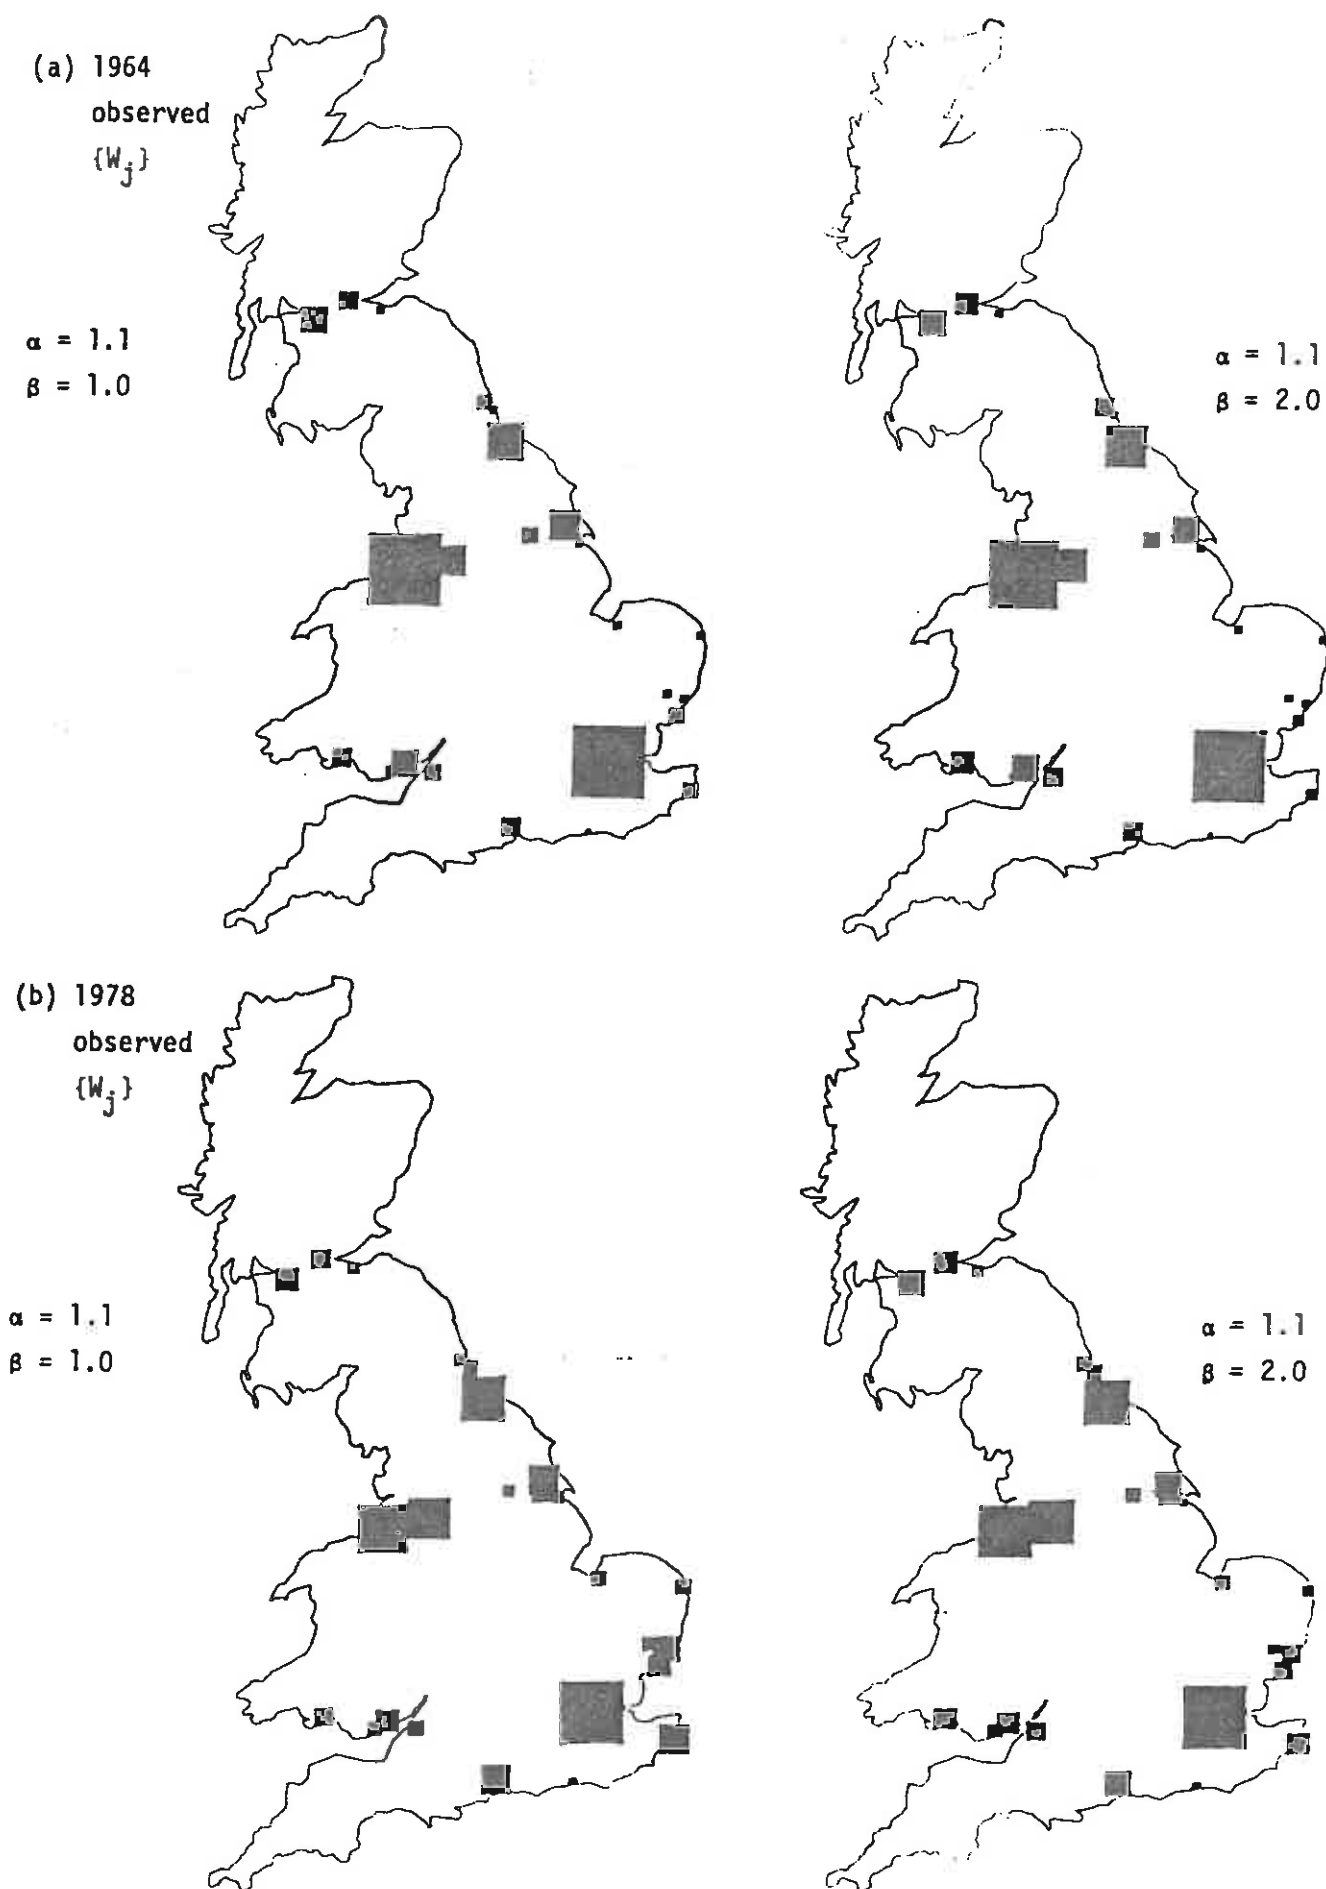 (a) 1964
observed
{W_j}
α = 1.1
β = 1.0
α = 1.1
β = 2.0
(b) 1978
observed
{W_j}
α = 1.1
β = 1.0
α = 1.1
β = 2.0